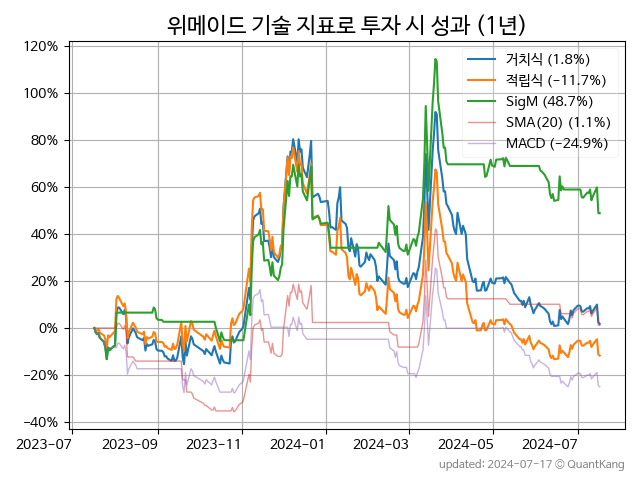 위메이드 기술 지표로 투자 시 성과 (1년)
120%
100%
80%
60%
40%
20%
0%
−20%
−40%
거치식 (1.8%)
적립식 (−11.7%)
SigM (48.7%)
SMA(20) (1.1%)
MACD (−24.9%)
2023-07
2023-09
2023-11
2024-01
2024-03
2024-05
2024-07
updated: 2024-07-17 © QuantKang